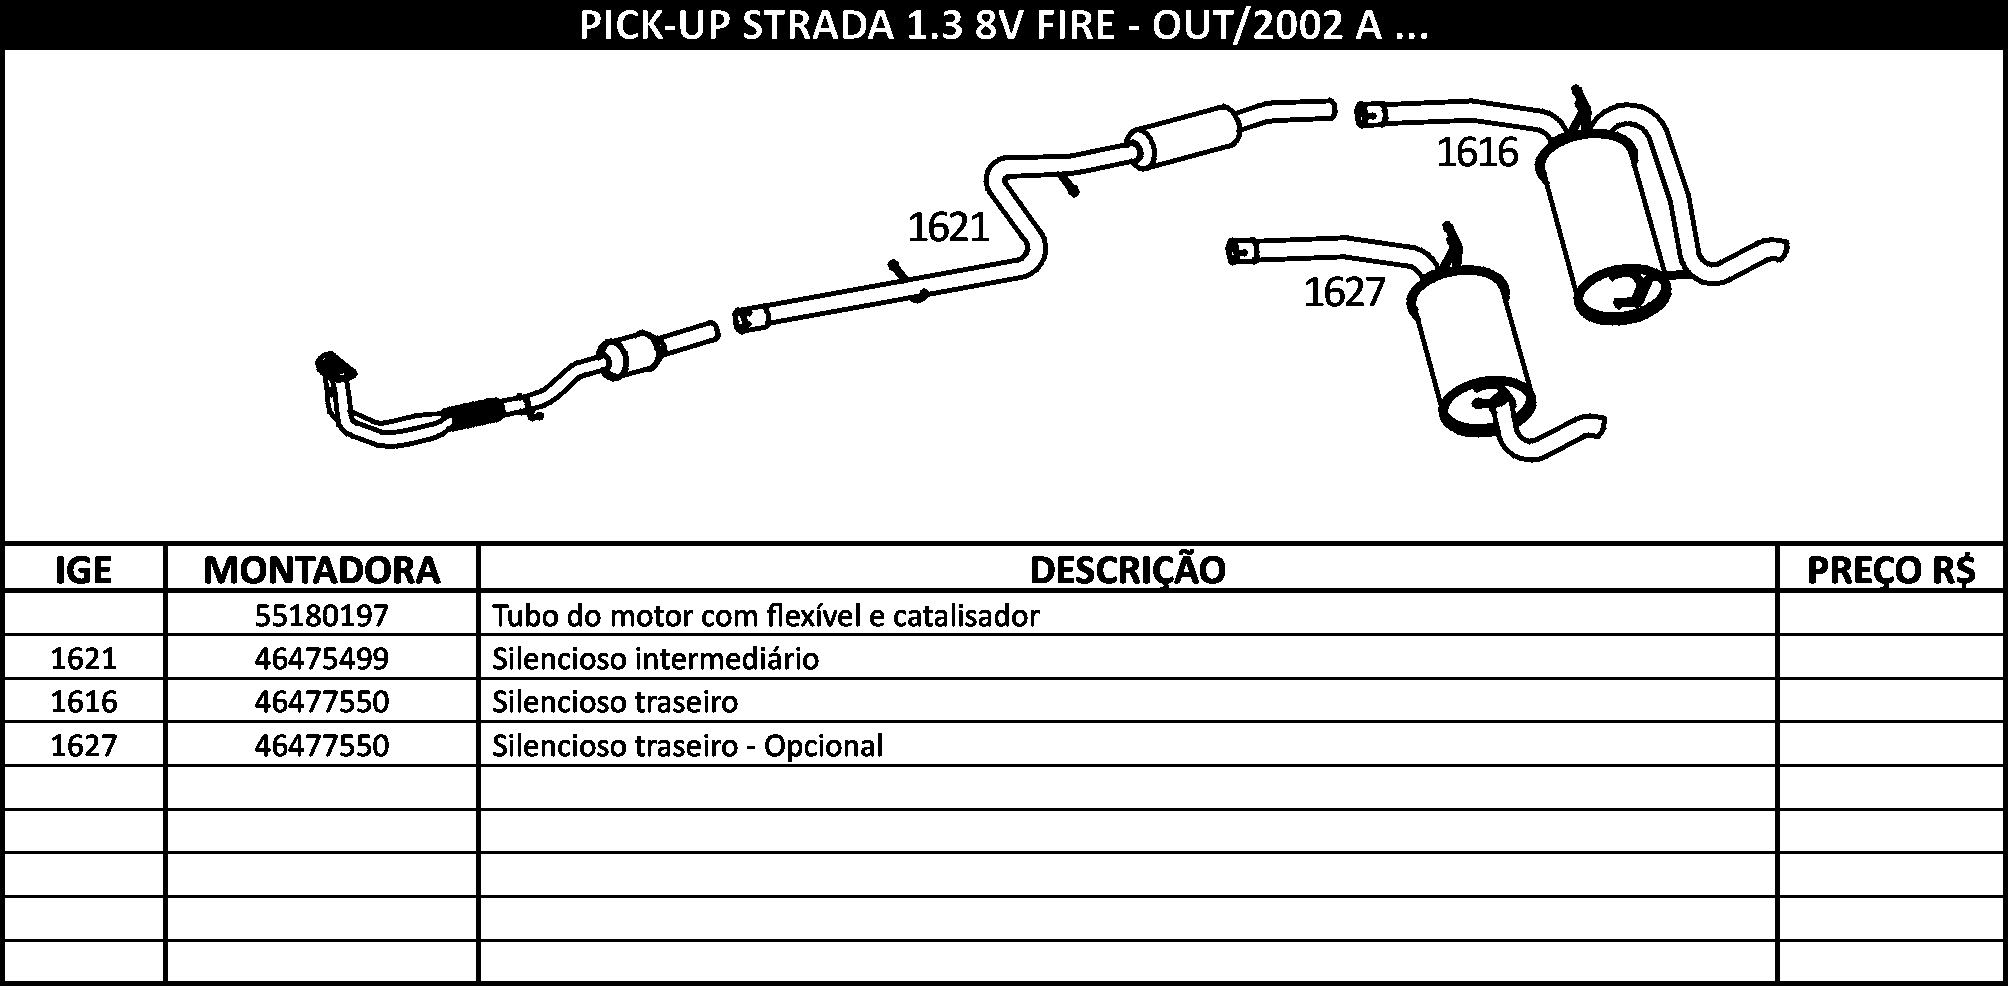 PICK-UP STRADA 1.3 8V FIRE - OUT/2002 A ...
1616
1621
1627
IGE MONTADORA DESCRIÇÃO PREÇO R$
55180197 Tubo do motor com flexível e catalisador
1621 46475499 Silencioso intermediário
1616 46477550 Silencioso traseiro
1627 46477550 Silencioso traseiro - Opcional